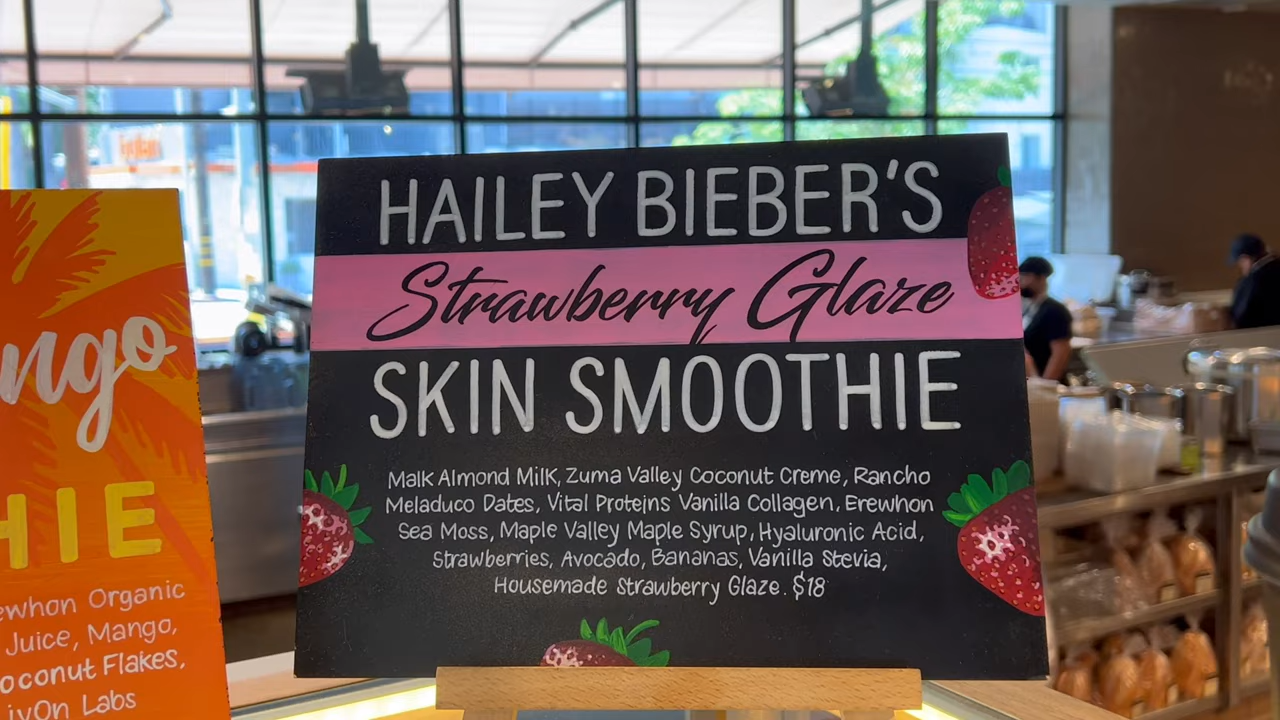 HAILEY BIEBER'S
Strawberry Glaze
SKIN SMOOTHIE
Malk Almond Milk, Zuma Valley Coconut Creme, Rancho
Meladuco Dates, Vital Proteins Vanilla Collagen, Erewhon
Sea Moss, Maple Valley Maple Syrup, Hyaluronic Acid,
Strawberries, Avocado, Bananas, Vanilla Stevia,
Housemade Strawberry Glaze. $18
ngo
HIE
ewhon Organic
Juice, Mango,
oconut Flakes,
ivOn Labs